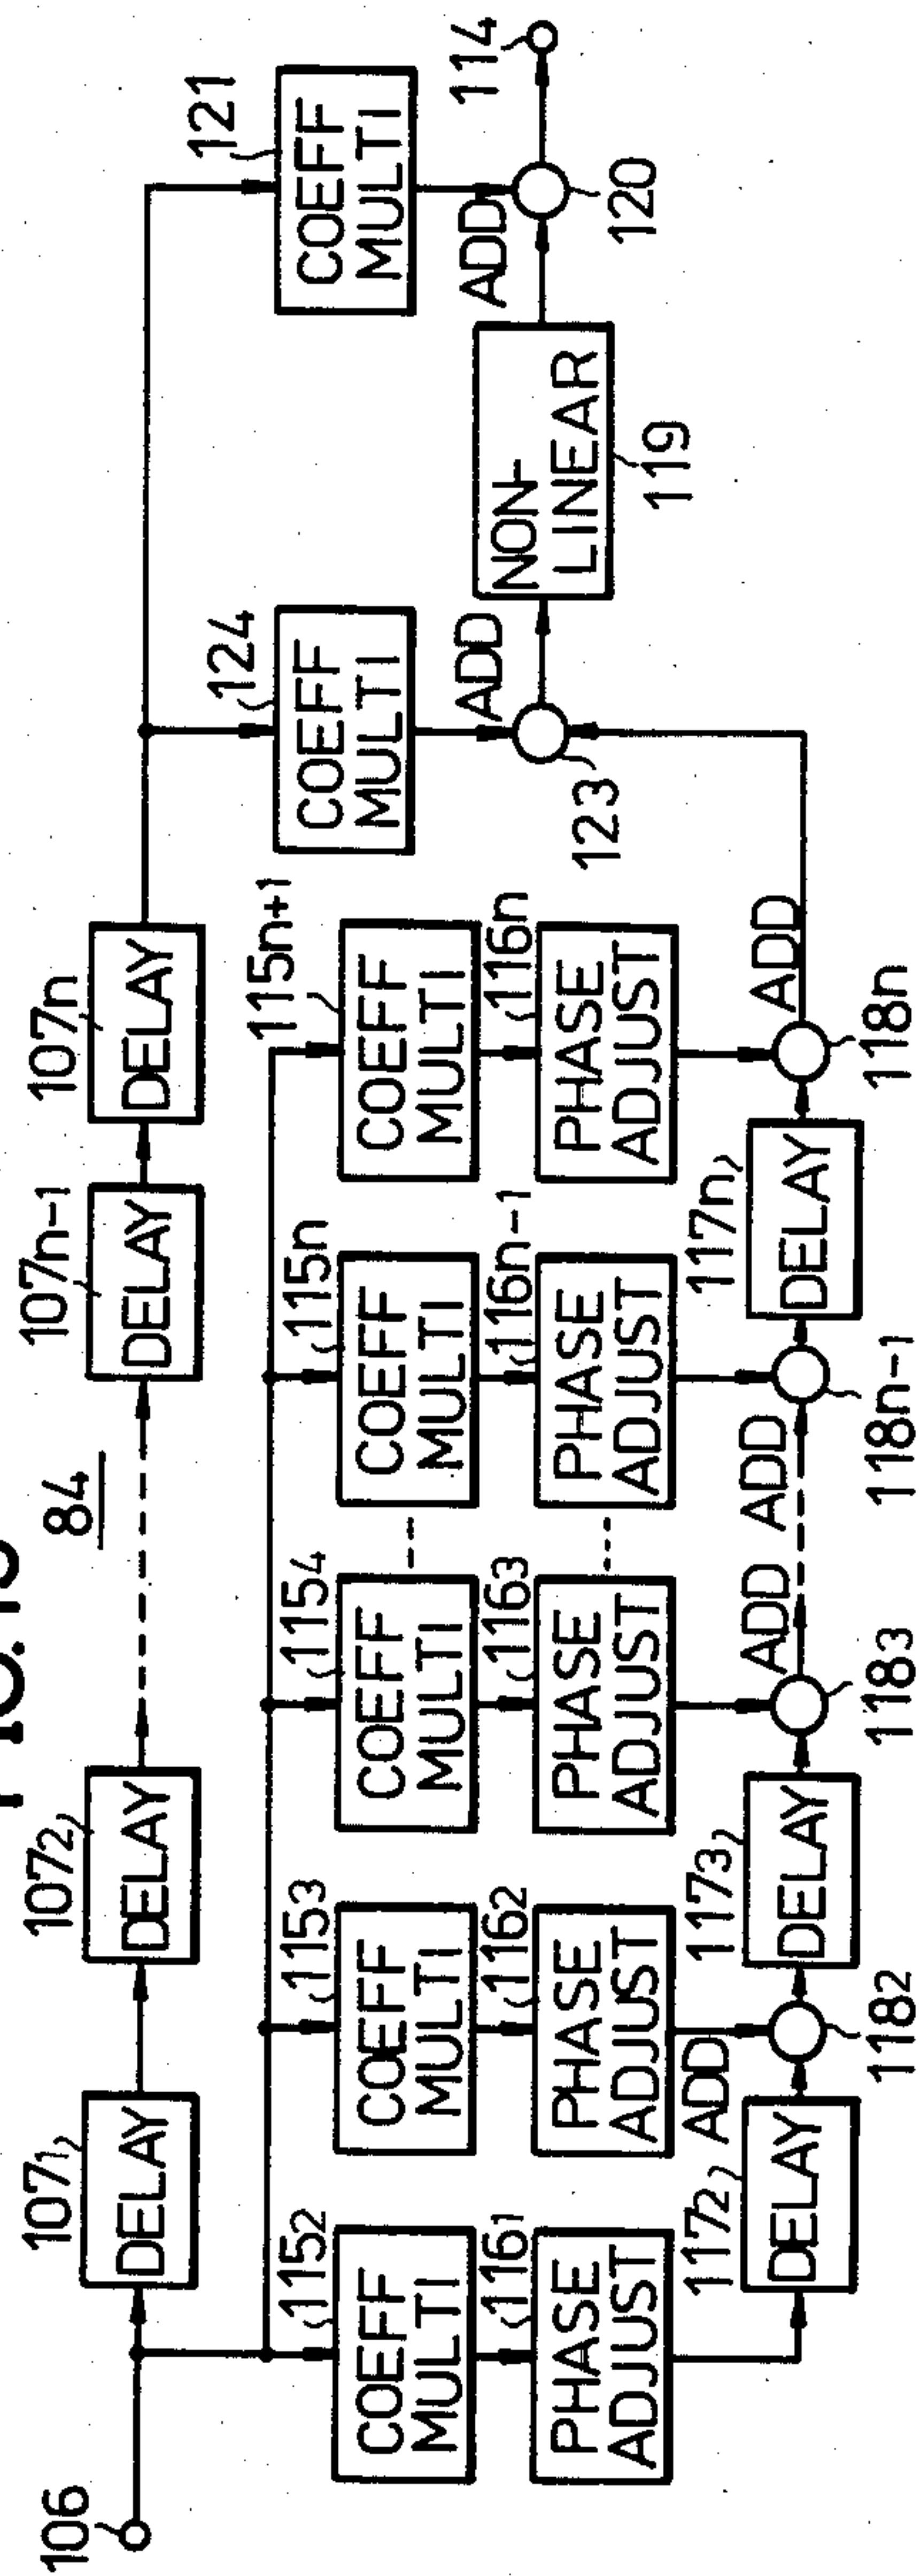 84
106
107₁
DELAY
107₂
DELAY
107n-1
DELAY
107n
DELAY
115₂
COEFF
MULTI
115₃
COEFF
MULTI
115₄
COEFF
MULTI
115n
COEFF
MULTI
115n+1
COEFF
MULTI
124
COEFF
MULTI
121
COEFF
MULTI
116₁
PHASE
ADJUST
116₂
PHASE
ADJUST
116₃
PHASE
ADJUST
116n-1
PHASE
ADJUST
116n
PHASE
ADJUST
123
ADD
NON-
LINEAR
119
ADD
120
114
117₂
DELAY
ADD
118₂
117₃
DELAY
ADD
118₃
ADD
118n-1
117n
DELAY
ADD
118n